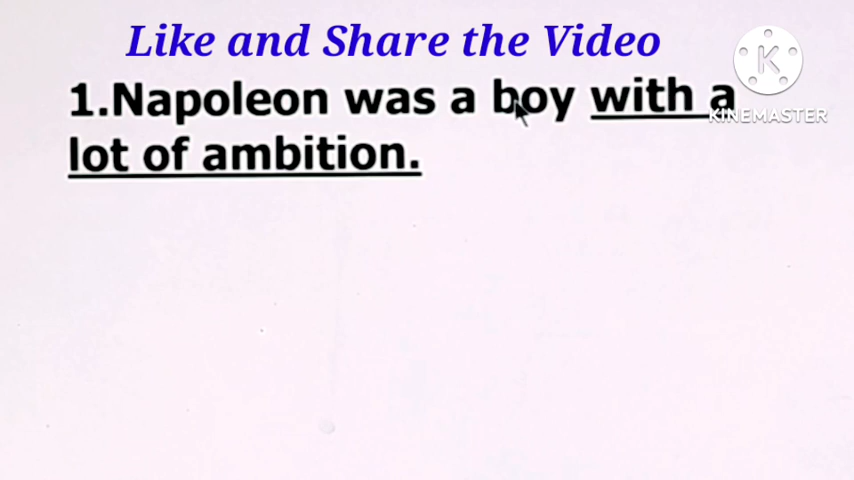 Like and Share the Video
1.Napoleon was a boy with a
lot of ambition.
K
KINEMASTER